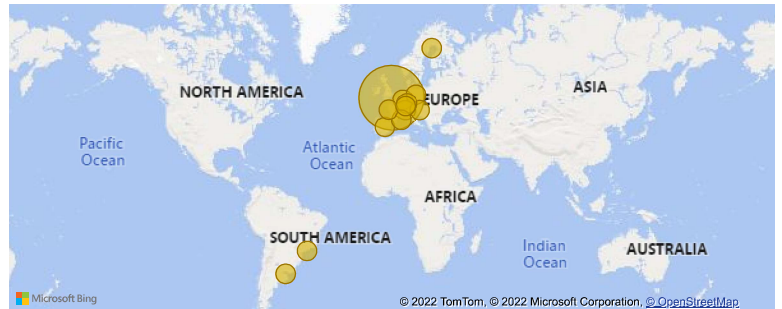 NORTH AMERICA
ASIA
EUROPE
Pacific
Ocean
Atlantic
Ocean
AFRICA
SOUTH AMERICA
Indian
Ocean
AUSTRALIA
Microsoft Bing
© 2022 TomTom, © 2022 Microsoft Corporation, © OpenStreetMap